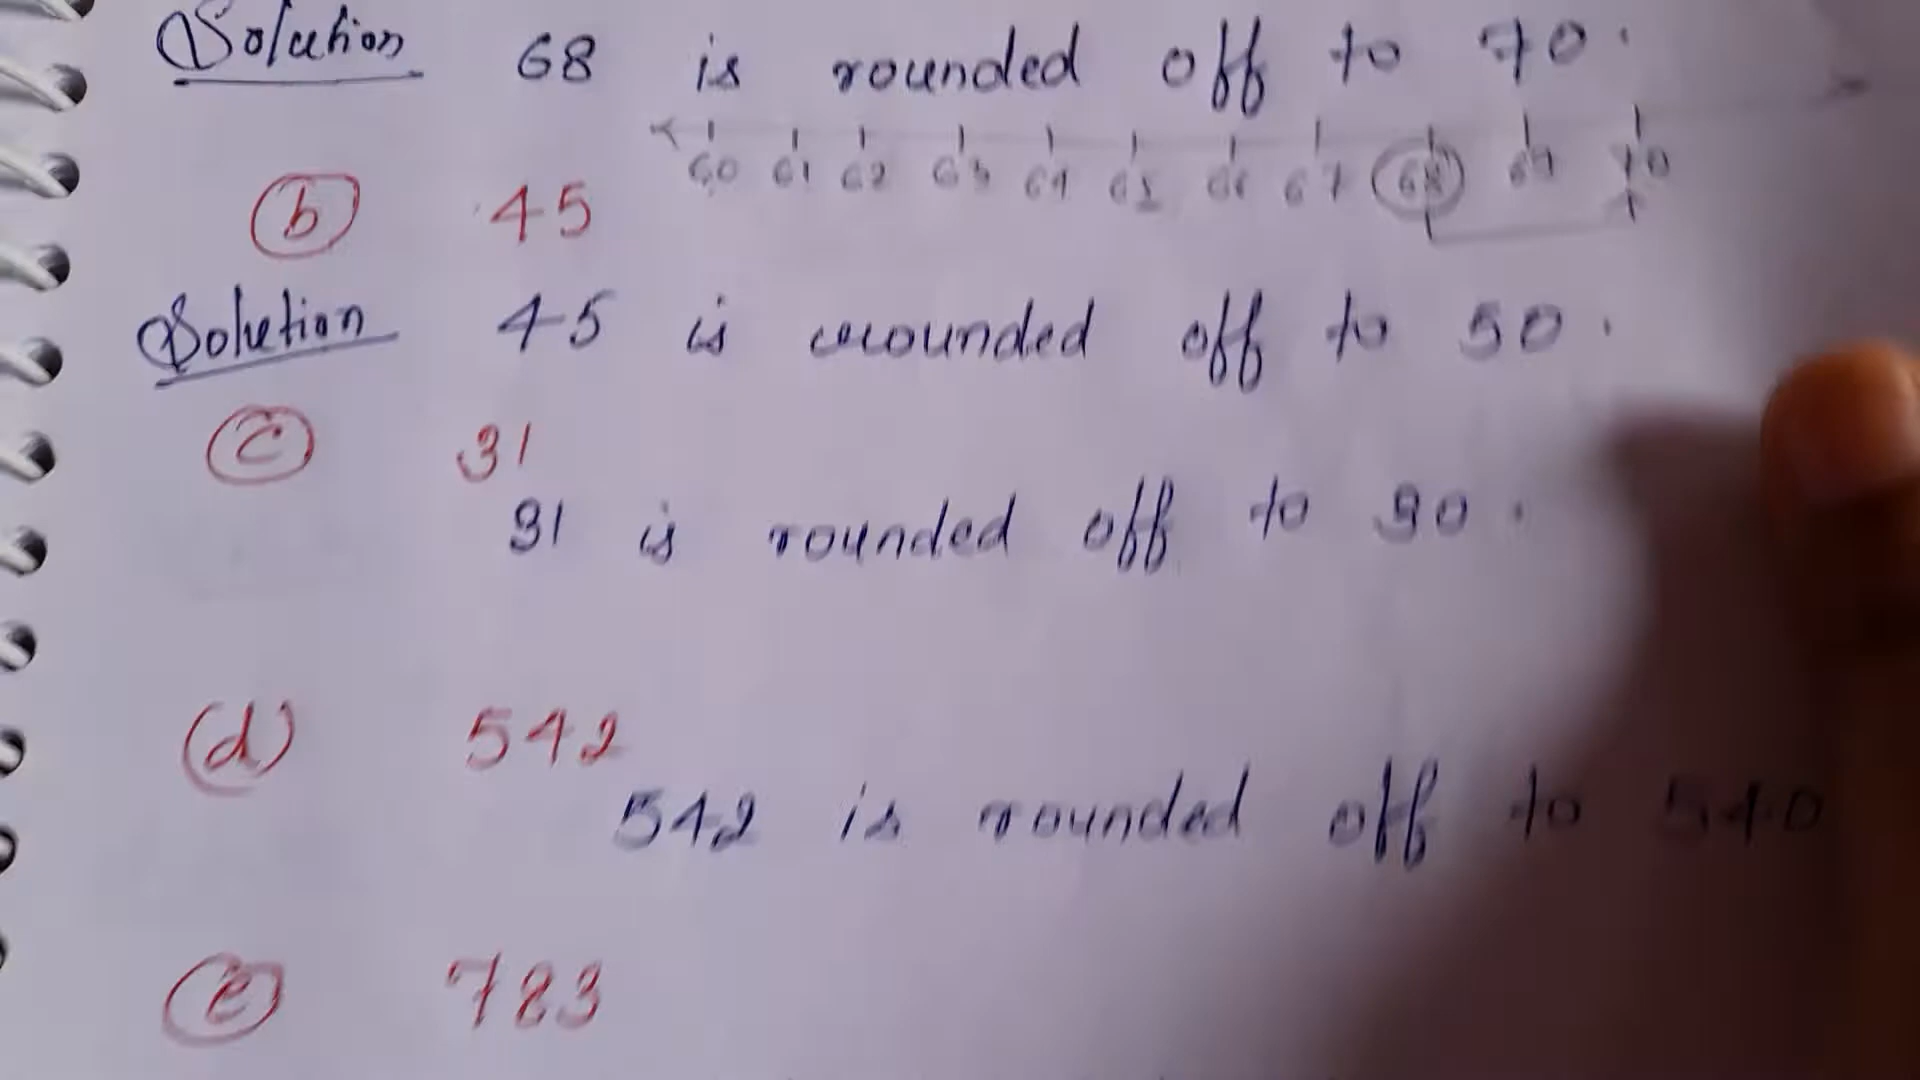 Solution 68 is rounded off to 70.
60 61 62 63 64 65 66 67 68 69 70
(b) 45
Solution 45 is rounded off to 50.
(c) 31
31 is rounded off to 30.
(d) 542
542 is rounded off to 540
(e) 783